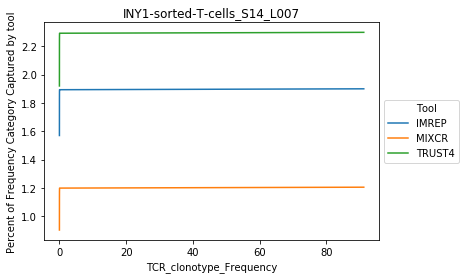 INY1-sorted-T-cells_S14_L007
Percent of Frequency Category Captured by tool
2.2
2.0
1.8
1.6
1.4
1.2
1.0
0
20
40
60
80
TCR_clonotype_Frequency
Tool
IMREP
MIXCR
TRUST4